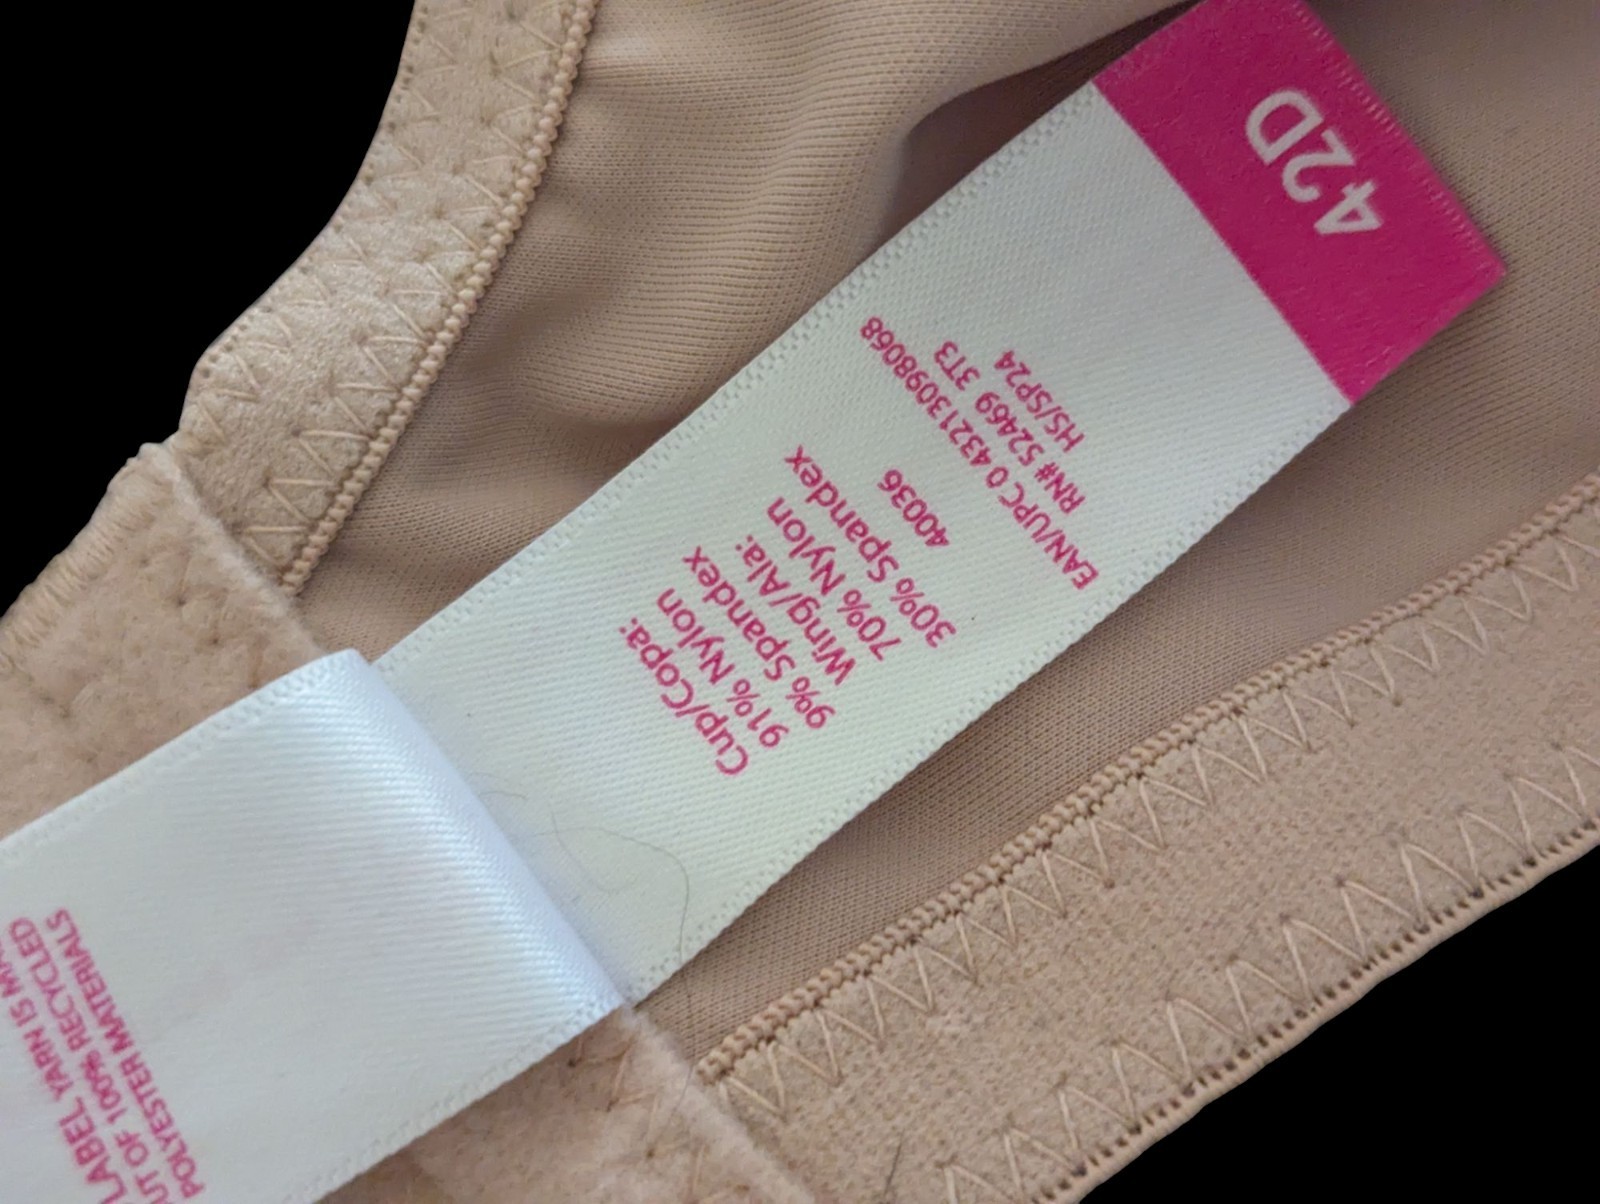 42D
Cup/Copa:
91% Nylon
9% Spandex
Wing/Ala:
70% Nylon
30% Spandex
40036
EAN/UPC 0 43213098068
RN# 52469 3T3
HS/SP24
LABEL YARN IS
OUT OF 100% RECYCLED
POLYESTER MATERIALS